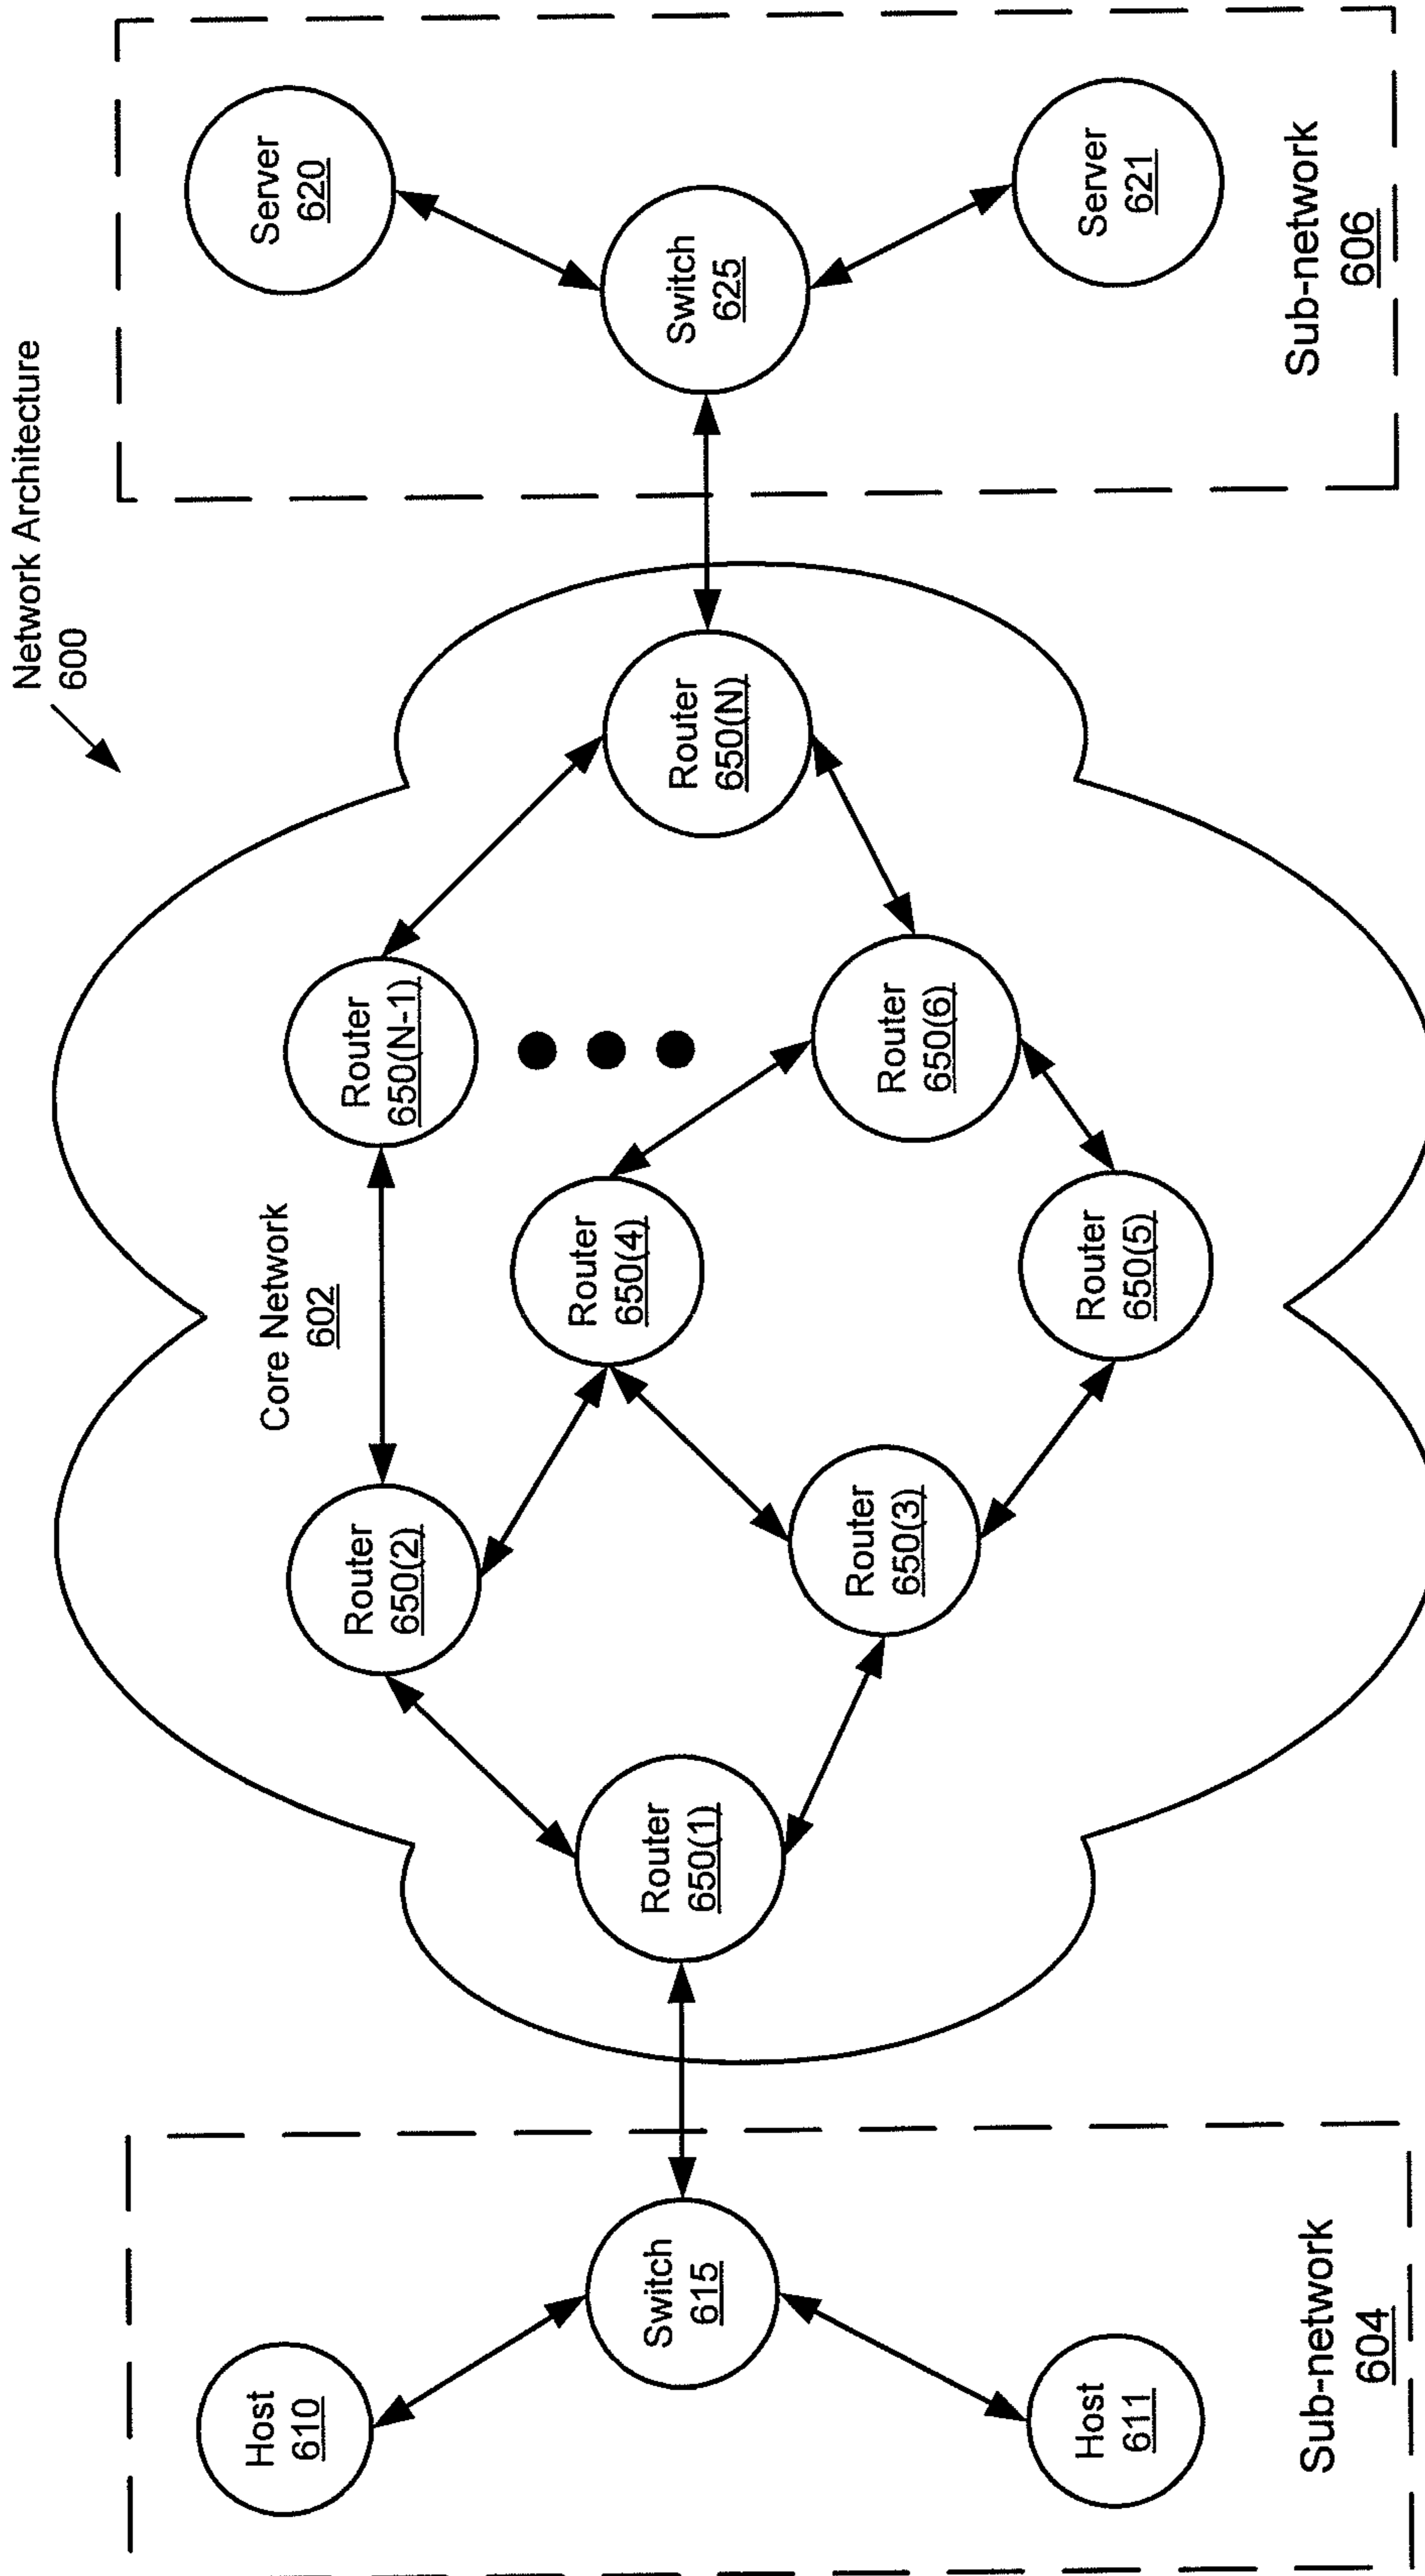 Network Architecture
600
Core Network
602
Host
610
Host
611
Switch
615
Sub-network
604
Router
650(1)
Router
650(2)
Router
650(3)
Router
650(4)
Router
650(5)
Router
650(6)
Router
650(N-1)
Router
650(N)
Server
620
Switch
625
Server
621
Sub-network
606